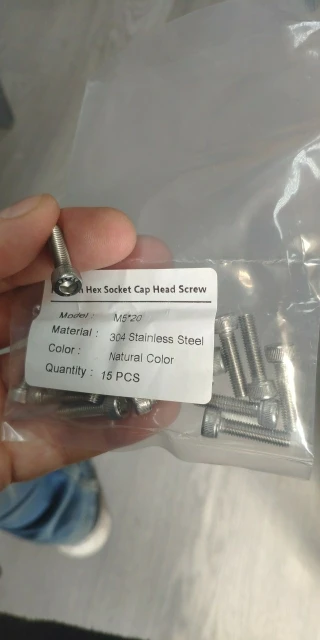 Hex Socket Cap Head Screw
Model: M5*20
Material: 304 Stainless Steel
Color: Natural Color
Quantity: 15 PCS